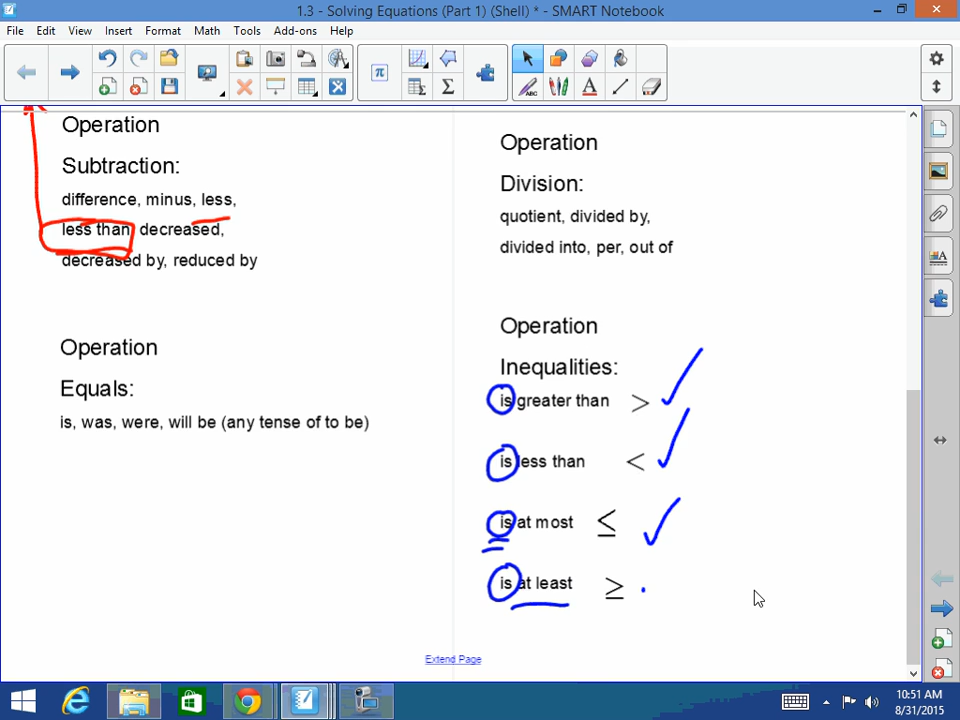 1.3 - Solving Equations (Part 1) (Shell) * - SMART Notebook
File Edit View Insert Format Math Tools Add-ons Help
Operation
Subtraction:
difference, minus, less,
less than, decreased,
decreased by, reduced by
Operation
Equals:
is, was, were, will be (any tense of to be)
Operation
Division:
quotient, divided by,
divided into, per, out of
Operation
Inequalities:
is greater than >
is less than <
is at most ≤
is at least ≥
Extend Page
10:51 AM
8/31/2015